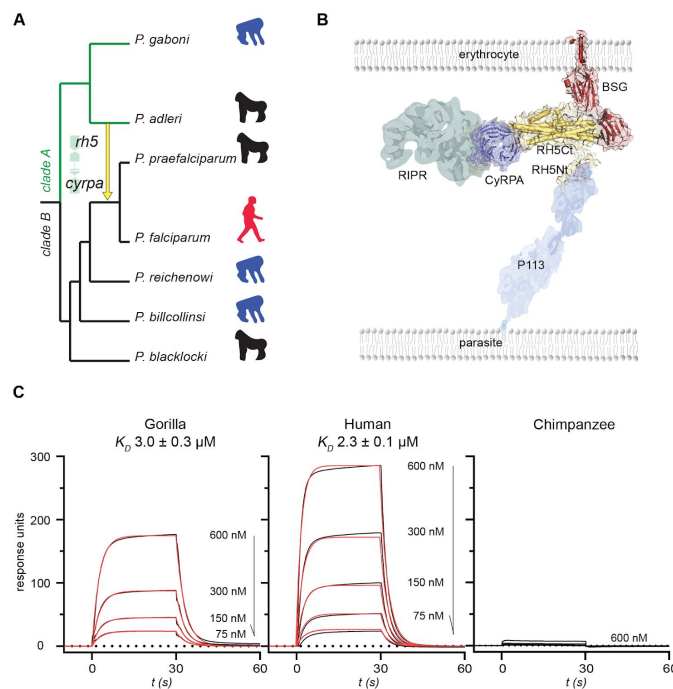 A
P. gaboni
P. adleri
rh5
cyrpa
P. praefalciparum
P. falciparum
P. reichenowi
P. billcollinsi
P. blacklocki
clade A
clade B
B
erythrocyte
BSG
RH5Ct
RIPR
CyRPA
RH5Nt
P113
parasite
C
Gorilla
K_D 3.0 ± 0.3 µM
Human
K_D 2.3 ± 0.1 µM
Chimpanzee
response units
300
200
100
0
600 nM
300 nM
150 nM
75 nM
0
30
60
t (s)
600 nM
300 nM
150 nM
75 nM
0
30
60
t (s)
600 nM
0
30
60
t (s)